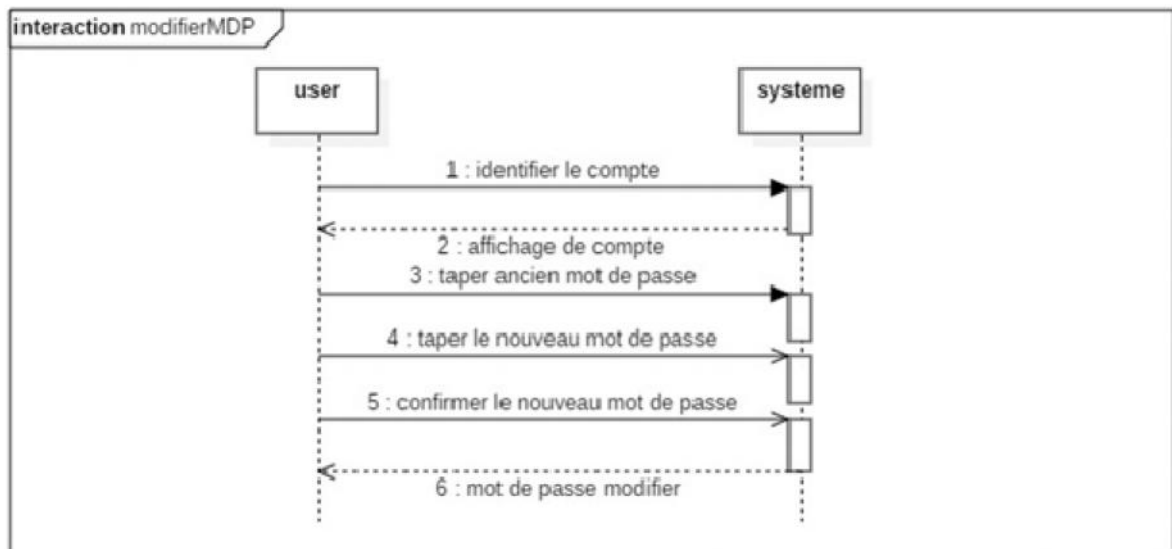 interaction modifierMDP
user
systeme
1 : identifier le compte
2 : affichage de compte
3 : taper ancien mot de passe
4 : taper le nouveau mot de passe
5 : confirmer le nouveau mot de passe
6 : mot de passe modifier